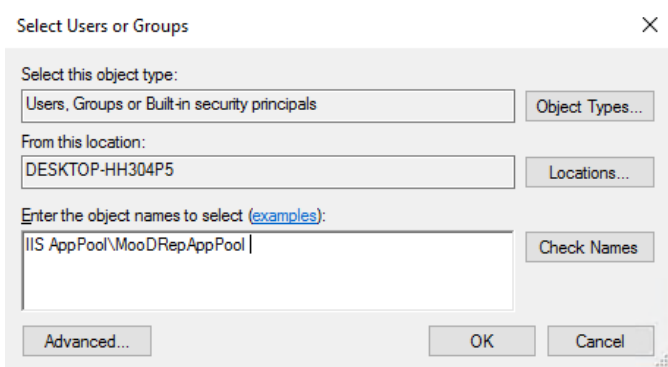 Select Users or Groups
Select this object type:
Users, Groups or Built-in security principals
Object Types...
From this location:
DESKTOP-HH304P5
Locations...
Enter the object names to select (examples):
IIS AppPool\MooDRepAppPool
Check Names
Advanced...
OK
Cancel